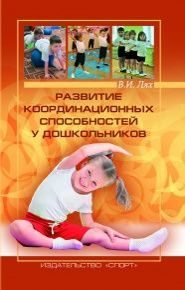 В.И. Лях
РАЗВИТИЕ
КООРДИНАЦИОННЫХ
СПОСОБНОСТЕЙ
У ДОШКОЛЬНИКОВ
ИЗДАТЕЛЬСТВО «СПОРТ»